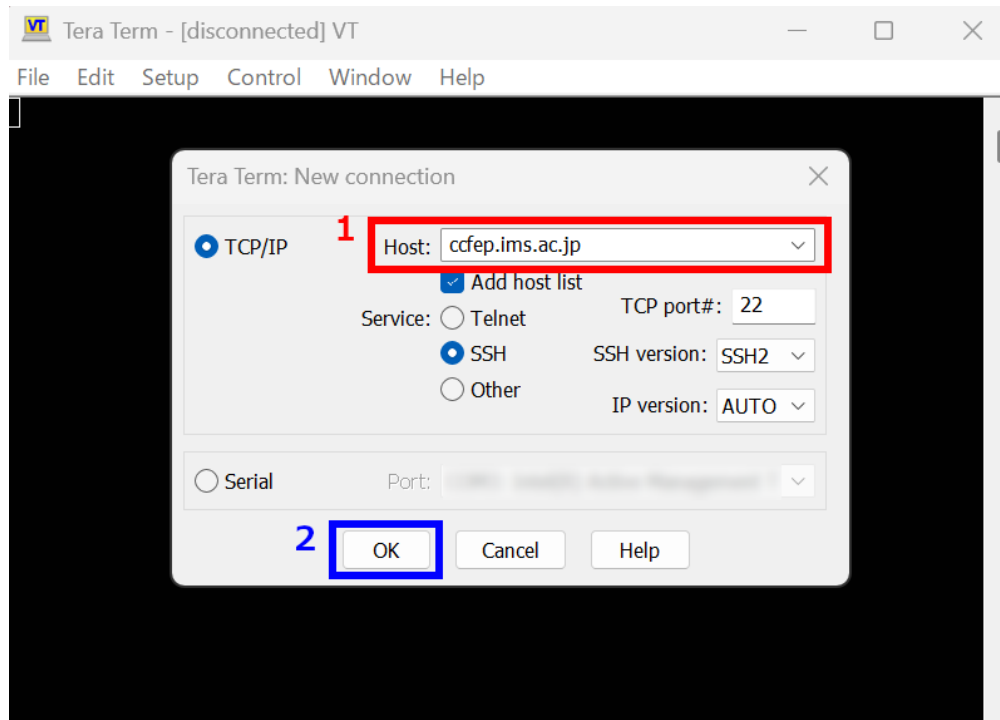 VT Tera Term - [disconnected] VT
File Edit Setup Control Window Help
Tera Term: New connection
TCP/IP
1 Host: ccfep.ims.ac.jp
Add host list
Service: Telnet TCP port#: 22
SSH SSH version: SSH2
Other IP version: AUTO
Serial Port:
2 OK Cancel Help